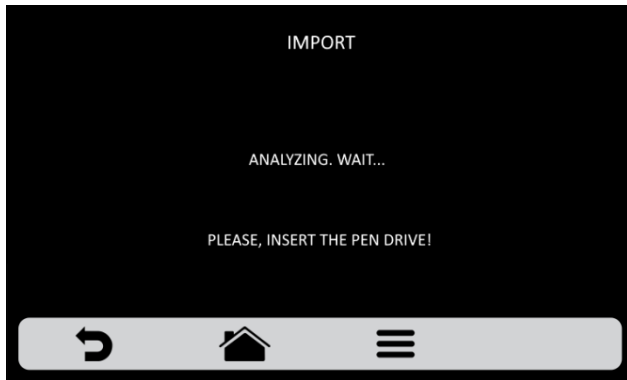 IMPORT
ANALYZING. WAIT...
PLEASE, INSERT THE PEN DRIVE!